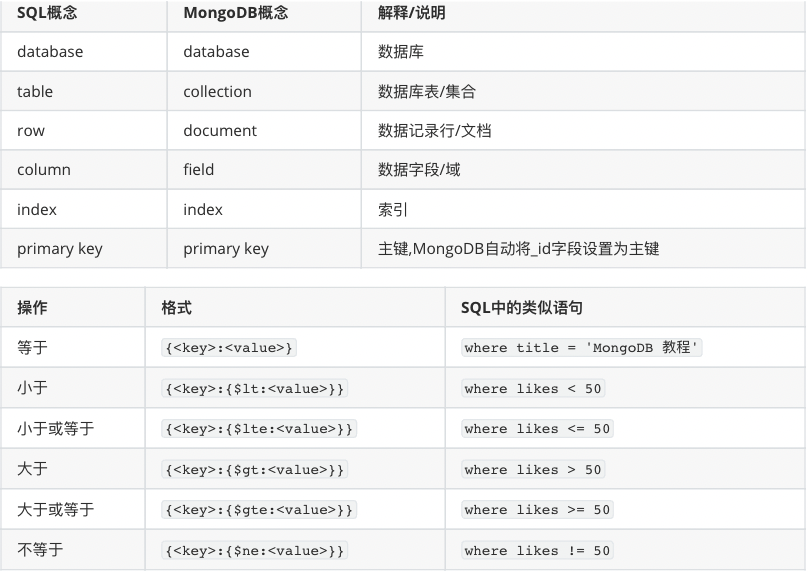 SQL概念 MongoDB概念 解释/说明
database database 数据库
table collection 数据库表/集合
row document 数据记录行/文档
column field 数据字段/域
index index 索引
primary key primary key 主键,MongoDB自动将_id字段设置为主键
操作 格式 SQL中的类似语句
等于 {<key>:<value>} where title = 'MongoDB 教程'
小于 {<key>:{$lt:<value>}} where likes < 50
小于或等于 {<key>:{$lte:<value>}} where likes <= 50
大于 {<key>:{$gt:<value>}} where likes > 50
大于或等于 {<key>:{$gte:<value>}} where likes >= 50
不等于 {<key>:{$ne:<value>}} where likes != 50